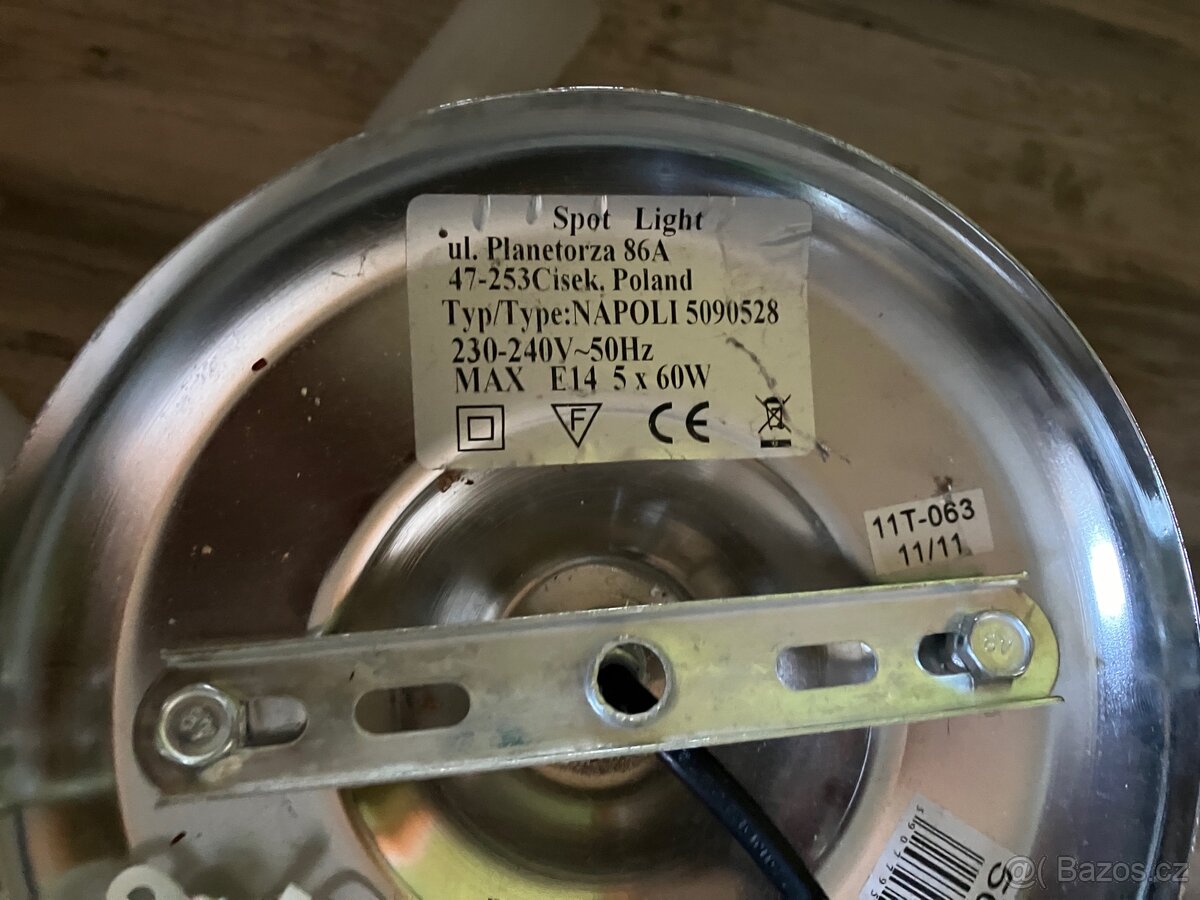 Spot Light
ul. Planetorza 86A
47-253Cisek, Poland
Typ/Type:NAPOLI 5090528
230-240V~50Hz
MAX E14 5 x 60W
F
CE
11T-063
11/11
Bazos.cz